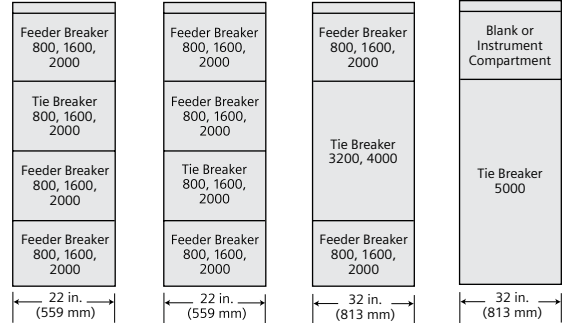 Feeder Breaker
800, 1600,
2000
Tie Breaker
800, 1600,
2000
Feeder Breaker
800, 1600,
2000
Feeder Breaker
800, 1600,
2000
22 in.
(559 mm)
Feeder Breaker
800, 1600,
2000
Feeder Breaker
800, 1600,
2000
Tie Breaker
800, 1600,
2000
Feeder Breaker
800, 1600,
2000
22 in.
(559 mm)
Feeder Breaker
800, 1600,
2000
Tie Breaker
3200, 4000
Feeder Breaker
800, 1600,
2000
32 in.
(813 mm)
Blank or
Instrument
Compartment
Tie Breaker
5000
32 in.
(813 mm)